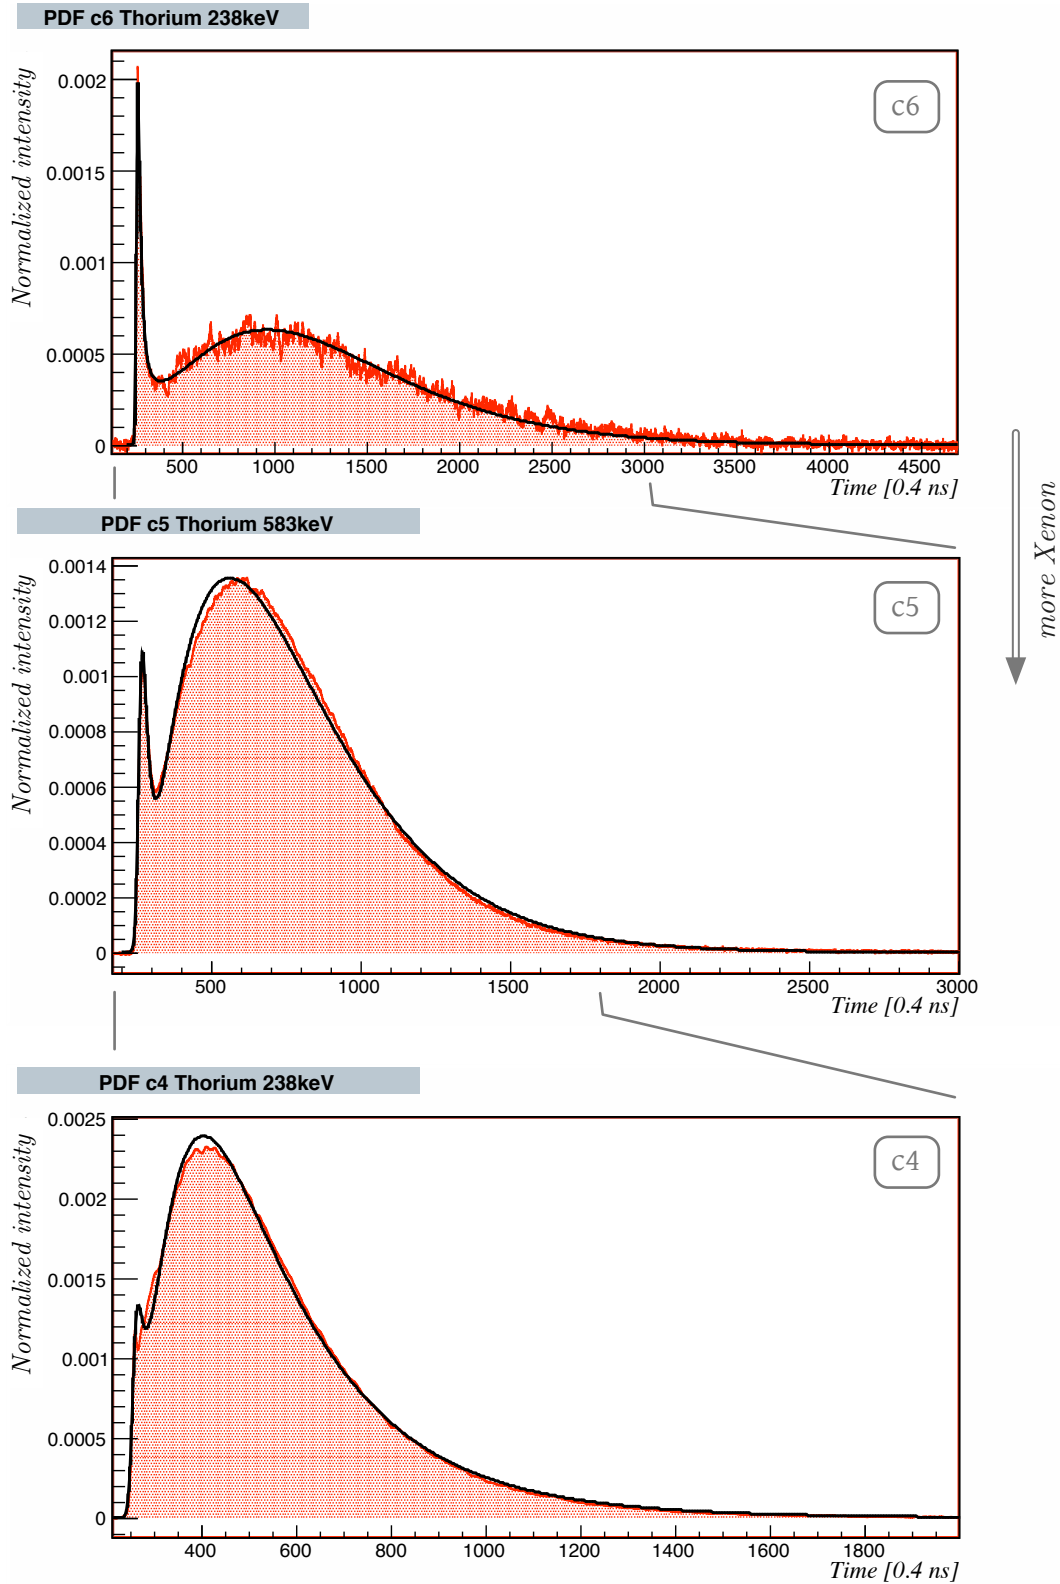 PDF c6 Thorium 238keV
Normalized intensity
c6
0.002
0.0015
0.001
0.0005
0
500 1000 1500 2000 2500 3000 3500 4000 4500
Time [0.4 ns]
more Xenon
PDF c5 Thorium 583keV
Normalized intensity
c5
0.0014
0.0012
0.001
0.0008
0.0006
0.0004
0.0002
0
500 1000 1500 2000 2500 3000
Time [0.4 ns]
PDF c4 Thorium 238keV
Normalized intensity
c4
0.0025
0.002
0.0015
0.001
0.0005
0
400 600 800 1000 1200 1400 1600 1800
Time [0.4 ns]